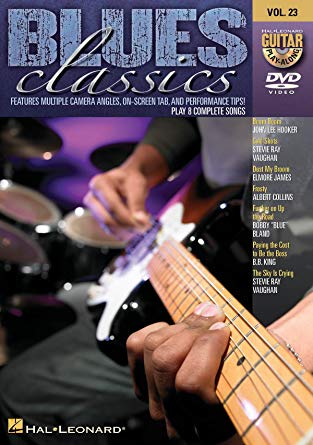 BLUES
VOL. 23
HAL•LEONARD
GUITAR
PLAY-ALONG
classics
DVD
VIDEO
FEATURES MULTIPLE CAMERA ANGLES, ON-SCREEN TAB, AND PERFORMANCE TIPS!
PLAY 8 COMPLETE SONGS
Boom Boom
JOHN LEE HOOKER
Cold Shot
STEVIE RAY
VAUGHAN
Dust My Broom
ELMORE JAMES
Frosty
ALBERT COLLINS
Further on Up
the Road
BOBBY "BLUE"
BLAND
Paying the Cost
to Be the Boss
B.B. KING
The Sky Is Crying
STEVIE RAY
VAUGHAN
HAL•LEONARD